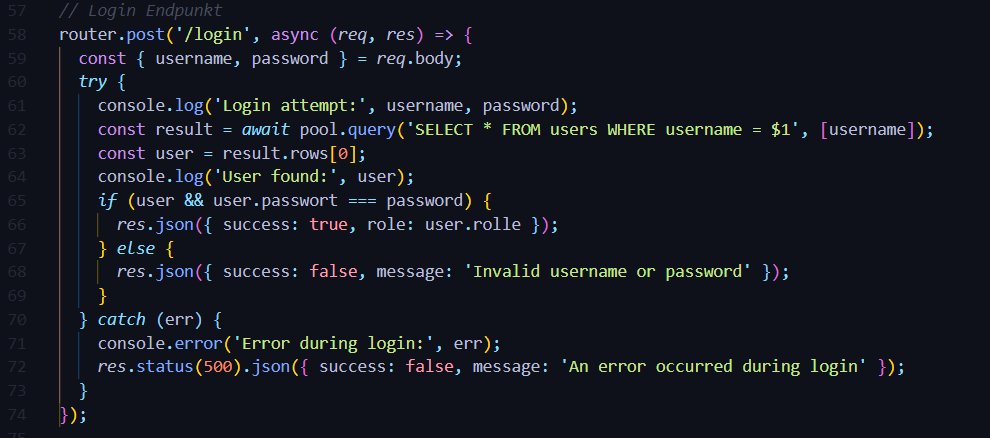 57 // Login Endpunkt
58 router.post('/login', async (req, res) => {
59 const { username, password } = req.body;
60 try {
61 console.log('Login attempt:', username, password);
62 const result = await pool.query('SELECT * FROM users WHERE username = $1', [username]);
63 const user = result.rows[0];
64 console.log('User found:', user);
65 if (user && user.passwort === password) {
66 res.json({ success: true, role: user.rolle });
67 } else {
68 res.json({ success: false, message: 'Invalid username or password' });
69 }
70 } catch (err) {
71 console.error('Error during login:', err);
72 res.status(500).json({ success: false, message: 'An error occurred during login' });
73 }
74 });
75